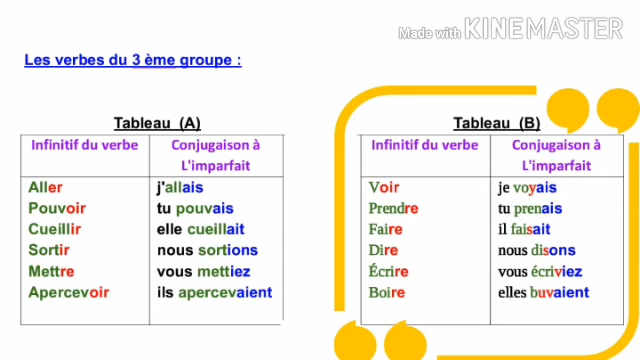 Made with KINEMASTER
Les verbes du 3 ème groupe :
Tableau (A)
Infinitif du verbe
Conjugaison à
L'imparfait
Aller
j'allais
Pouvoir
tu pouvais
Cueillir
elle cueillait
Sortir
nous sortions
Mettre
vous mettiez
Apercevoir
ils apercevaient
Tableau (B)
Infinitif du verbe
Conjugaison à
L'imparfait
Voir
je voyais
Prendre
tu prenais
Faire
il faisait
Dire
nous disons
Écrire
vous écriviez
Boire
elles buvaient